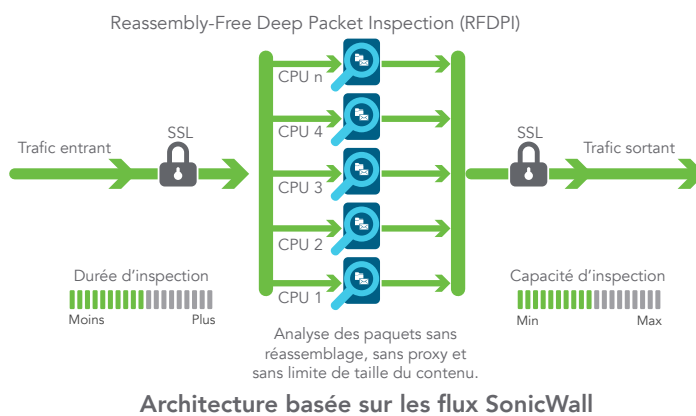 Reassembly-Free Deep Packet Inspection (RFDPI)
CPU n
CPU 4
CPU 3
CPU 2
CPU 1
Trafic entrant
SSL
SSL
Trafic sortant
Durée d'inspection
Moins
Plus
Capacité d'inspection
Min
Max
Analyse des paquets sans
réassemblage, sans proxy et
sans limite de taille du contenu.
Architecture basée sur les flux SonicWall